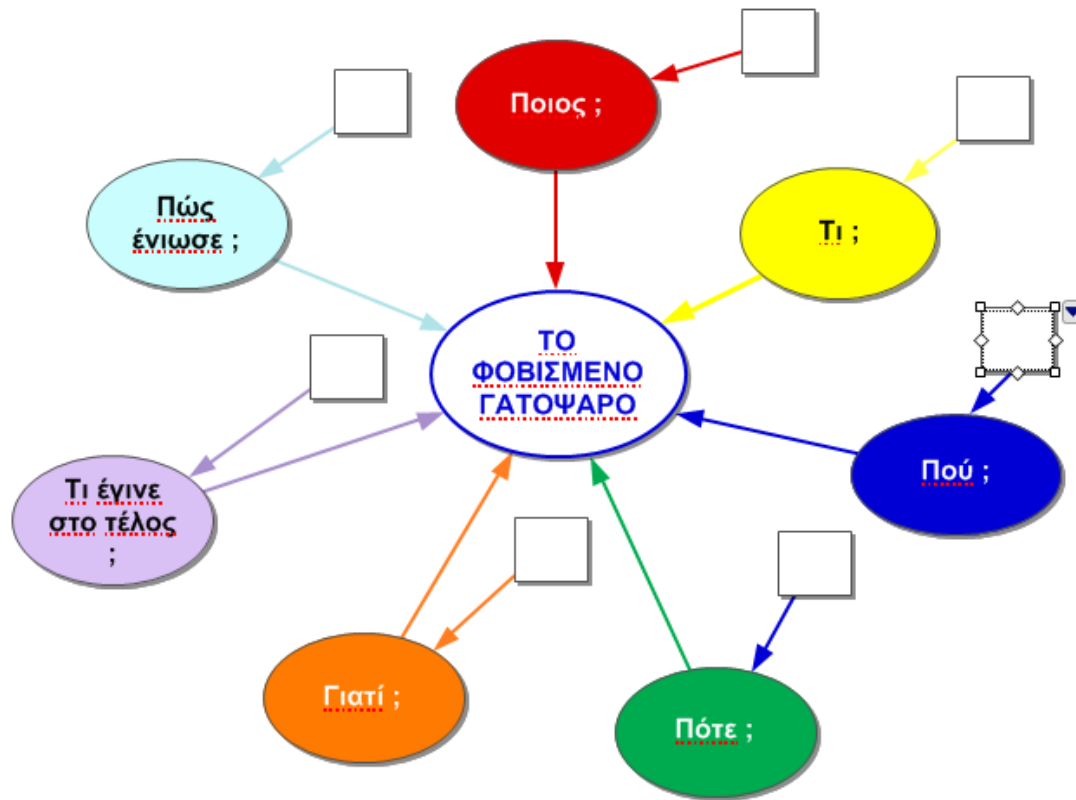 Ποιος ;
Πώς
ένιωσε ;
Τι ;
ΤΟ
ΦΟΒΙΣΜΕΝΟ
ΓΑΤΟΨΑΡΟ
Πού ;
Τι έγινε
στο τέλος
;
Γιατί ;
Πότε ;